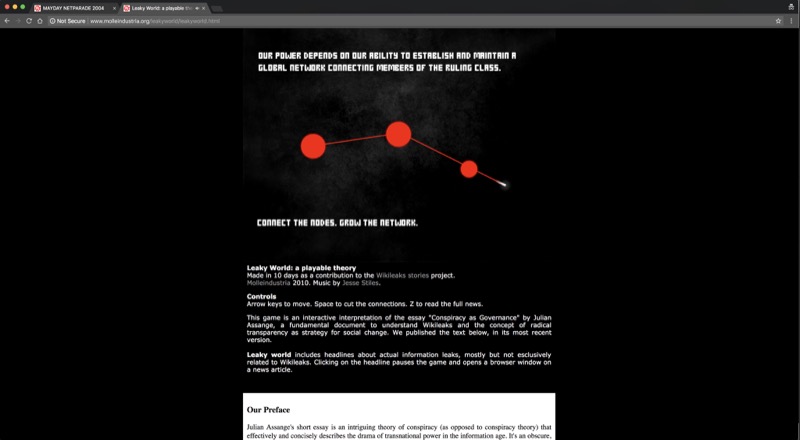 MAYDAY NETPARADE 2004
Leaky World: a playable the
Not Secure www.molleindustria.org/leakyworld/leakyworld.html
OUR POWER DEPENDS ON OUR ABILITY TO ESTABLISH AND MAINTAIN A
GLOBAL NETWORK CONNECTING MEMBERS OF THE RULING CLASS.
CONNECT THE NODES. GROW THE NETWORK.
Leaky World: a playable theory
Made in 10 days as a contribution to the Wikileaks stories project.
Molleindustria 2010. Music by Jesse Stiles.
Controls
Arrow keys to move. Space to cut the connections. Z to read the full news.
This game is an interactive interpretation of the essay "Conspiracy as Governance" by Julian
Assange, a fundamental document to understand Wikileaks and the concept of radical
transparency as strategy for social change. We published the text below, in its most recent
version.
Leaky world includes headlines about actual information leaks, mostly but not esclusively
related to Wikileaks. Clicking on the headline pauses the game and opens a browser window on
a news article.
Our Preface
Julian Assange's short essay is an intriguing theory of conspiracy (as opposed to conspiracy theory) that
effectively and concisely describes the drama of transnational power in the information age. It's an obscure,